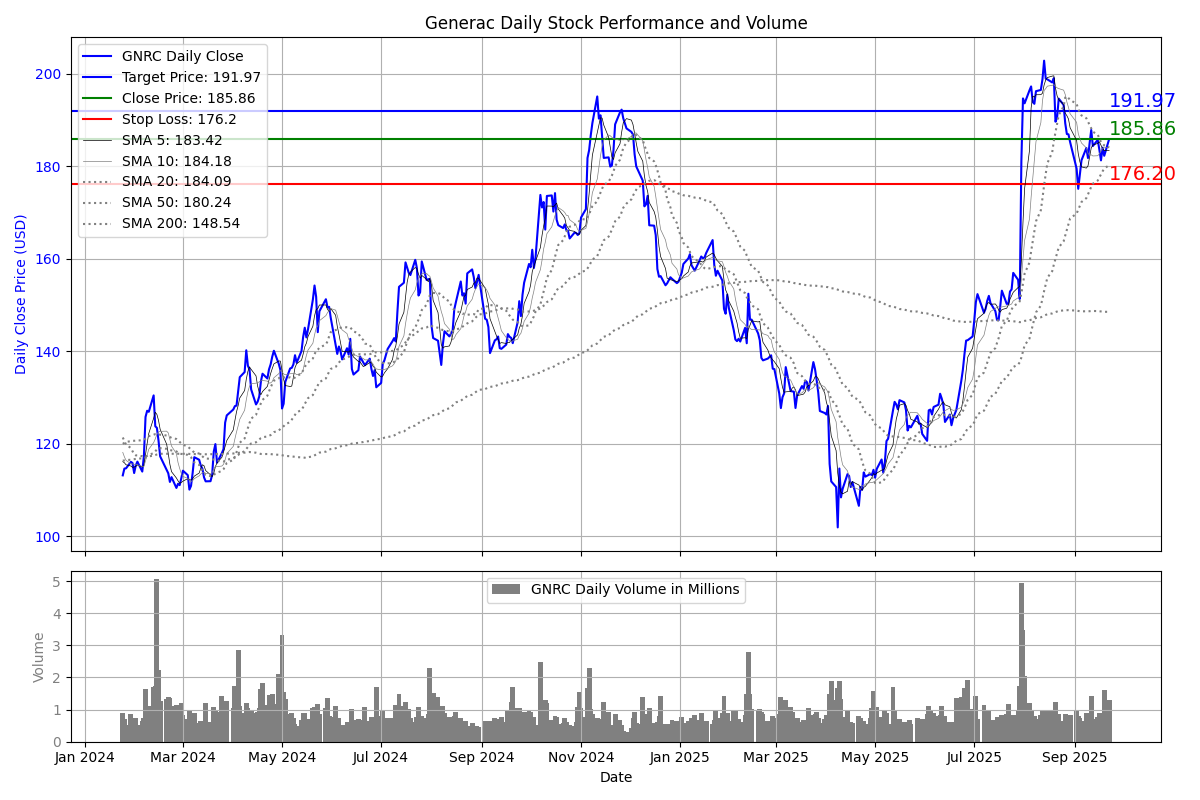 Generac Daily Stock Performance and Volume
GNRC Daily Close
Target Price: 191.97
Close Price: 185.86
Stop Loss: 176.2
SMA 5: 183.42
SMA 10: 184.18
SMA 20: 184.09
SMA 50: 180.24
SMA 200: 148.54
191.97
185.86
176.20
200
180
160
140
120
100
Daily Close Price (USD)
GNRC Daily Volume in Millions
5
4
3
2
1
0
Volume
Jan 2024
Mar 2024
May 2024
Jul 2024
Sep 2024
Nov 2024
Jan 2025
Mar 2025
May 2025
Jul 2025
Sep 2025
Date